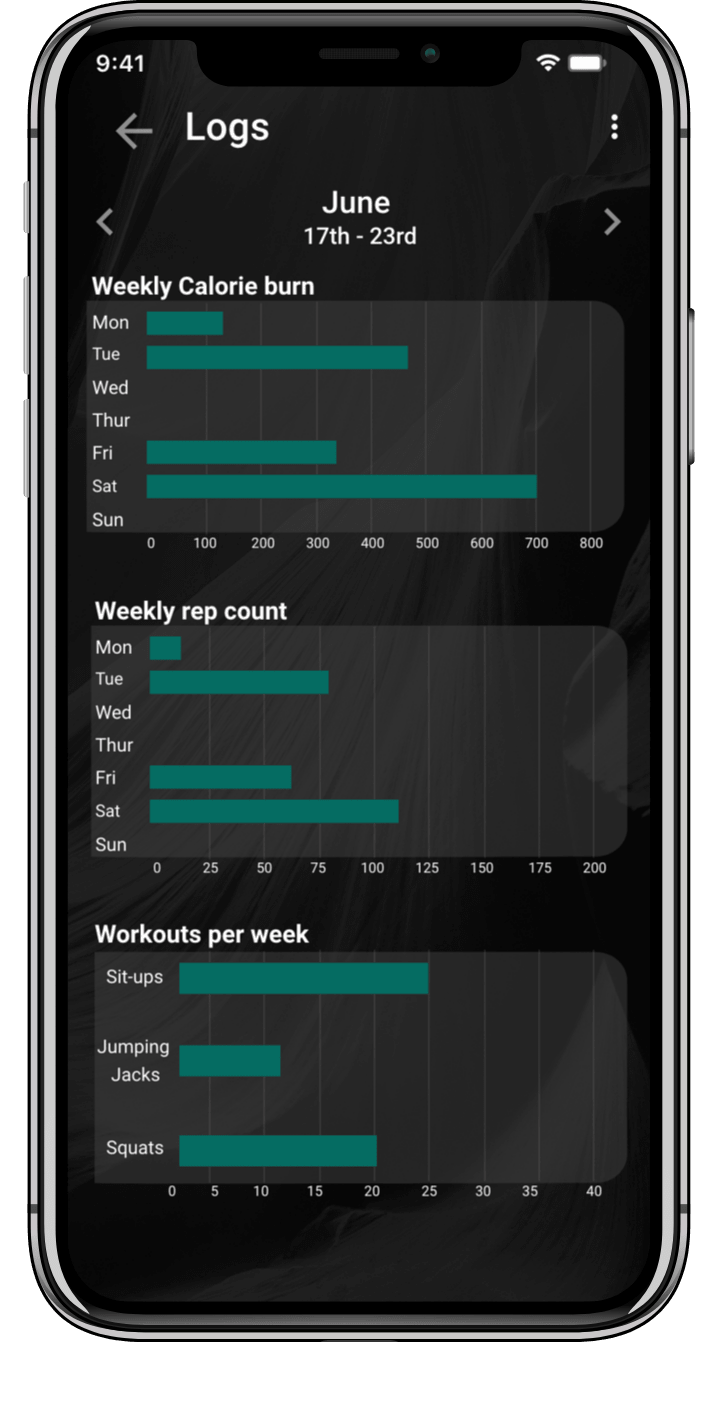 9:41
Logs
June
17th - 23rd
Weekly Calorie burn
Mon
Tue
Wed
Thur
Fri
Sat
Sun
0 100 200 300 400 500 600 700 800
Weekly rep count
Mon
Tue
Wed
Thur
Fri
Sat
Sun
0 25 50 75 100 125 150 175 200
Workouts per week
Sit-ups
Jumping
Jacks
Squats
0 5 10 15 20 25 30 35 40